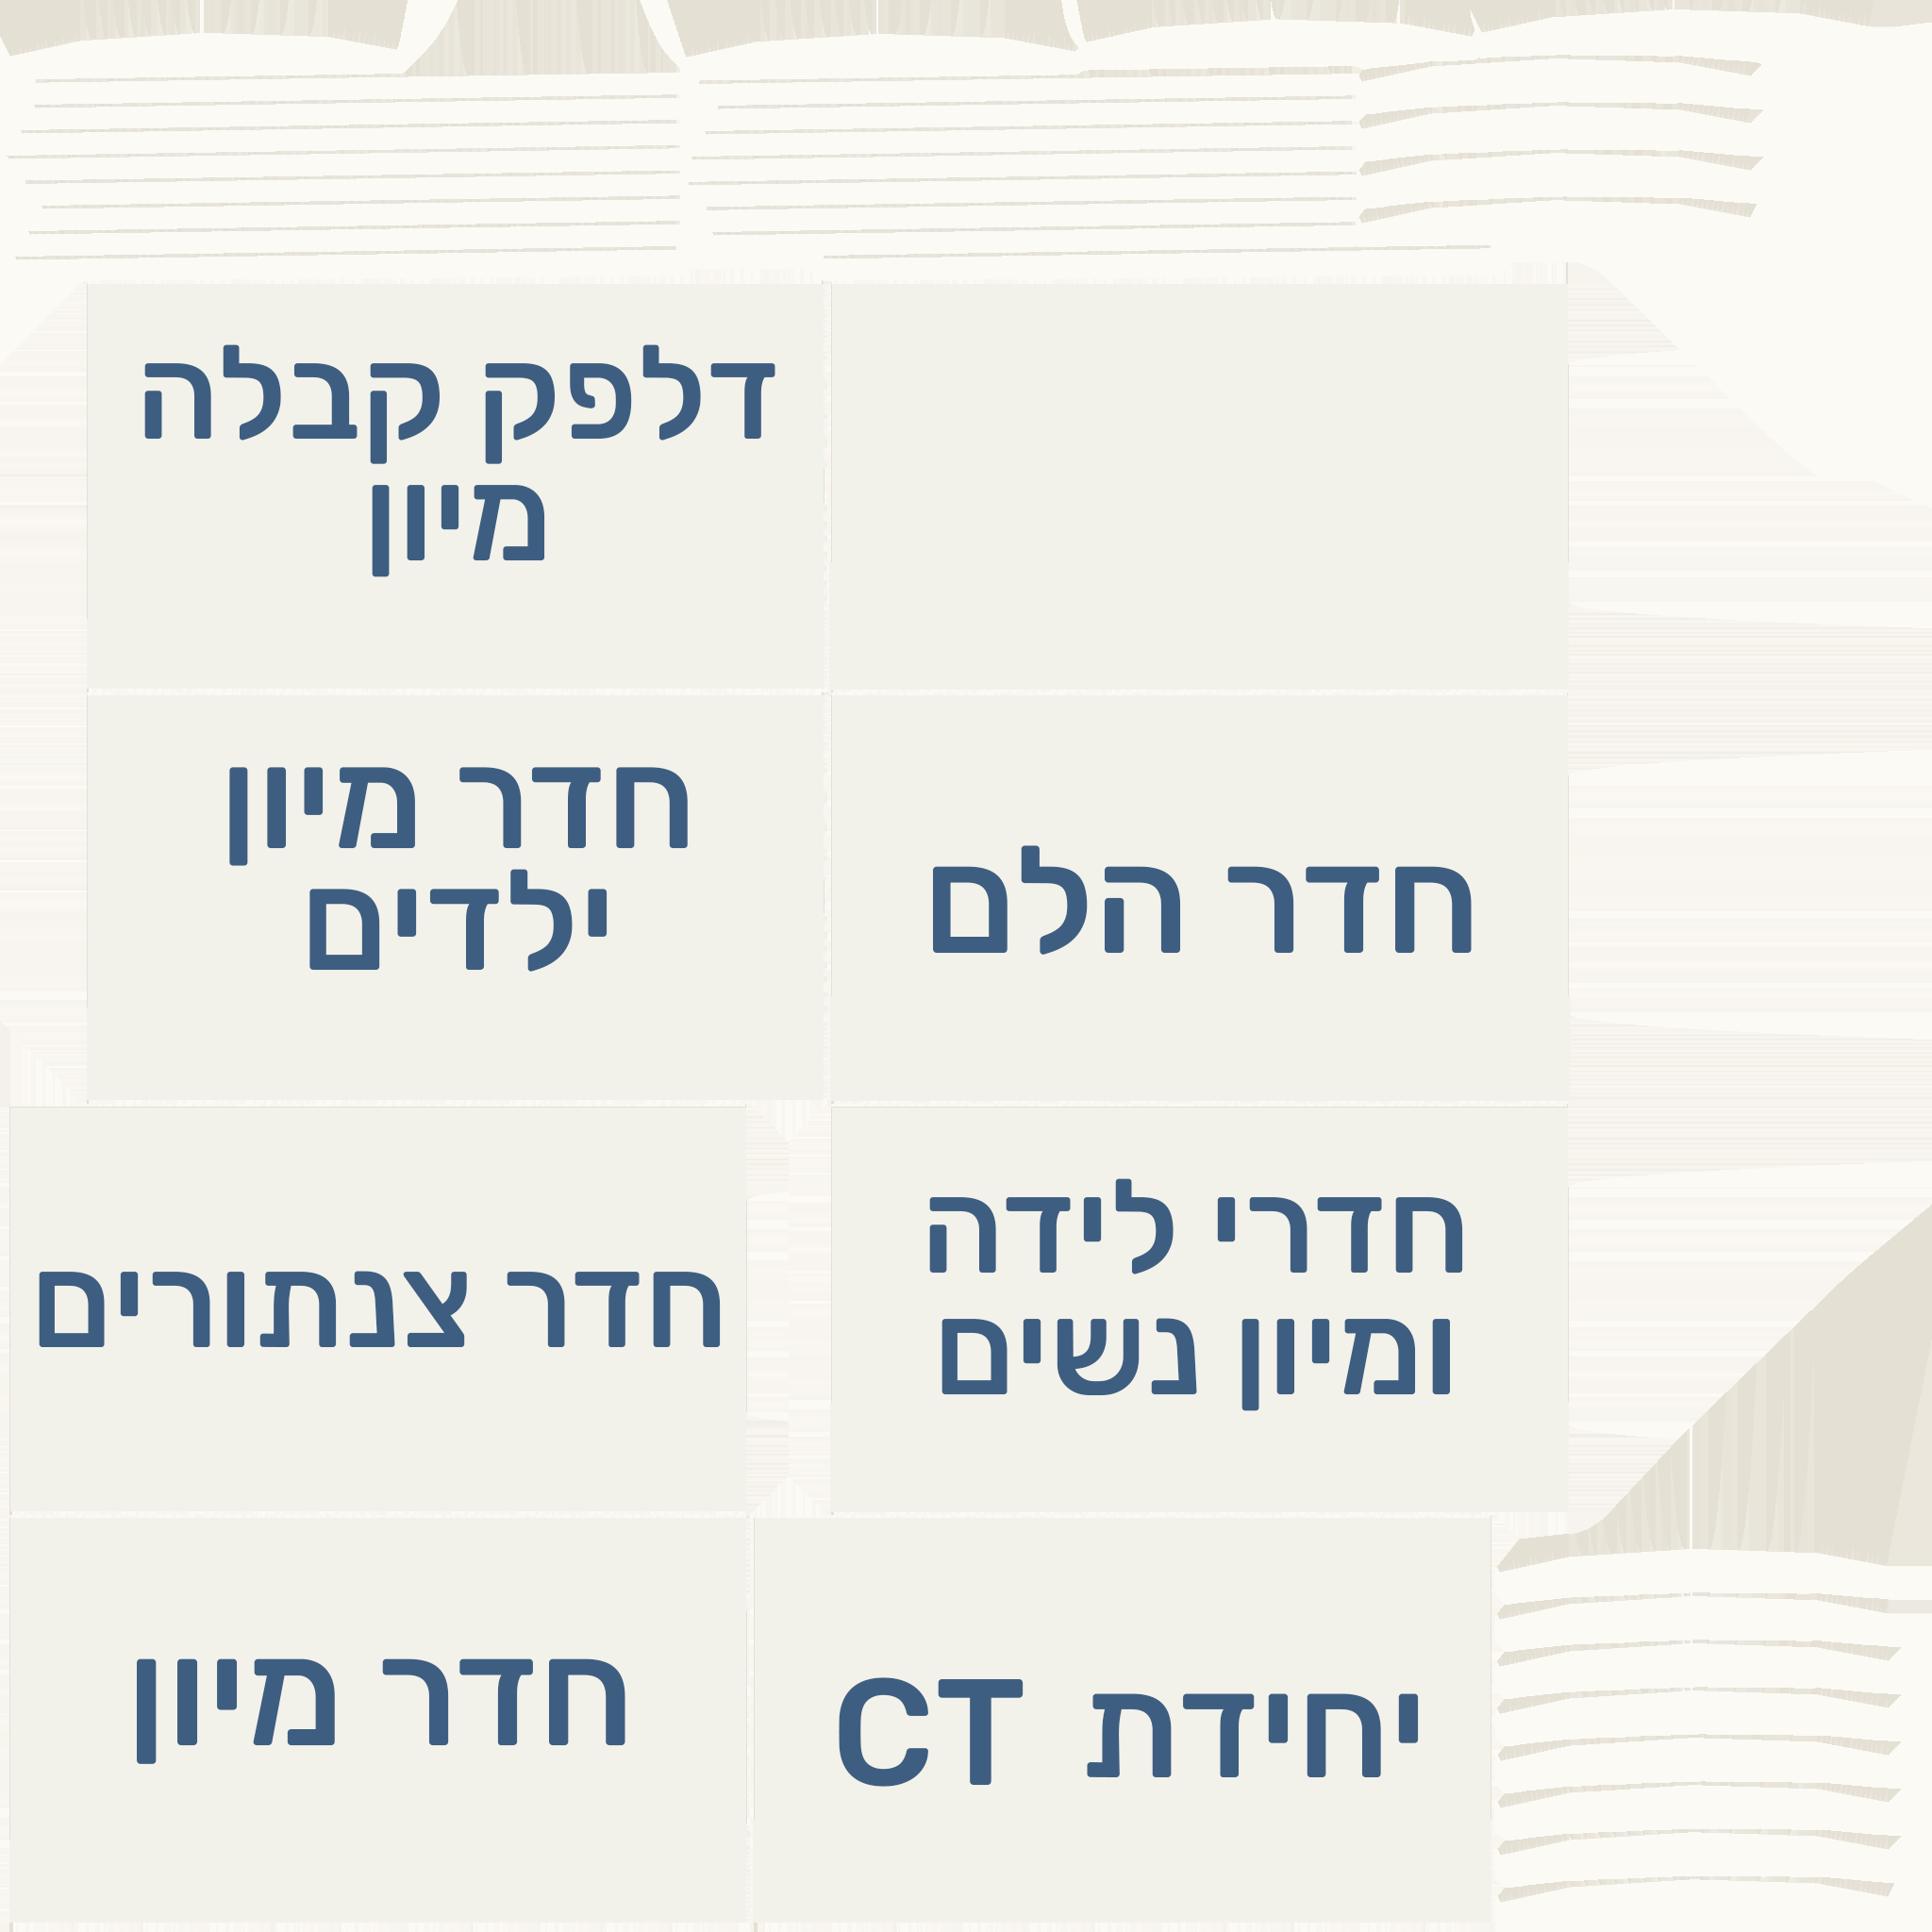 דלפק קבלה
מיון
חדר הלם
חדר מיון
ילדים
חדרי לידה
ומיון נשים
חדר צנתורים
יחידת CT
חדר מיון